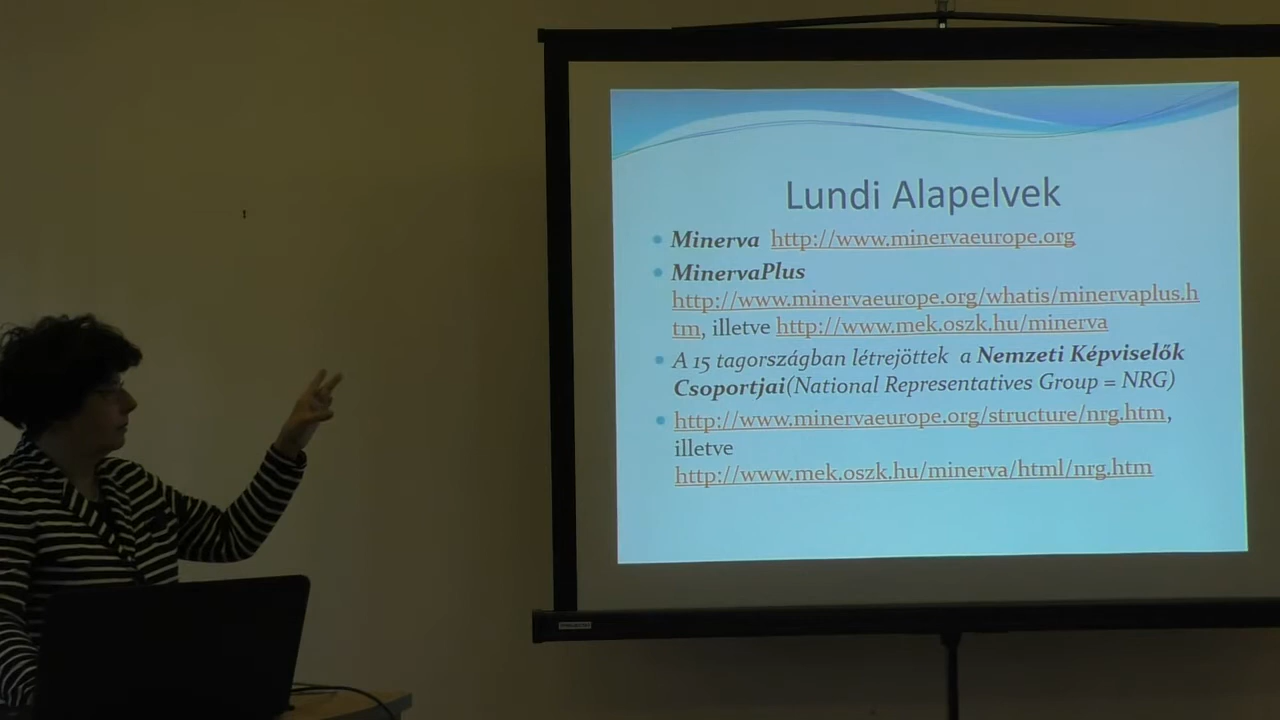 Lundi Alapelvek
Minerva http://www.minervaeurope.org
MinervaPlus
http://www.minervaeurope.org/whatis/minervaplus.h
tm, illetve http://www.mek.oszk.hu/minerva
A 15 tagországban létrejöttek a Nemzeti Képviselők
Csoportjai(National Representatives Group = NRG)
http://www.minervaeurope.org/structure/nrg.htm,
illetve
http://www.mek.oszk.hu/minerva/html/nrg.htm